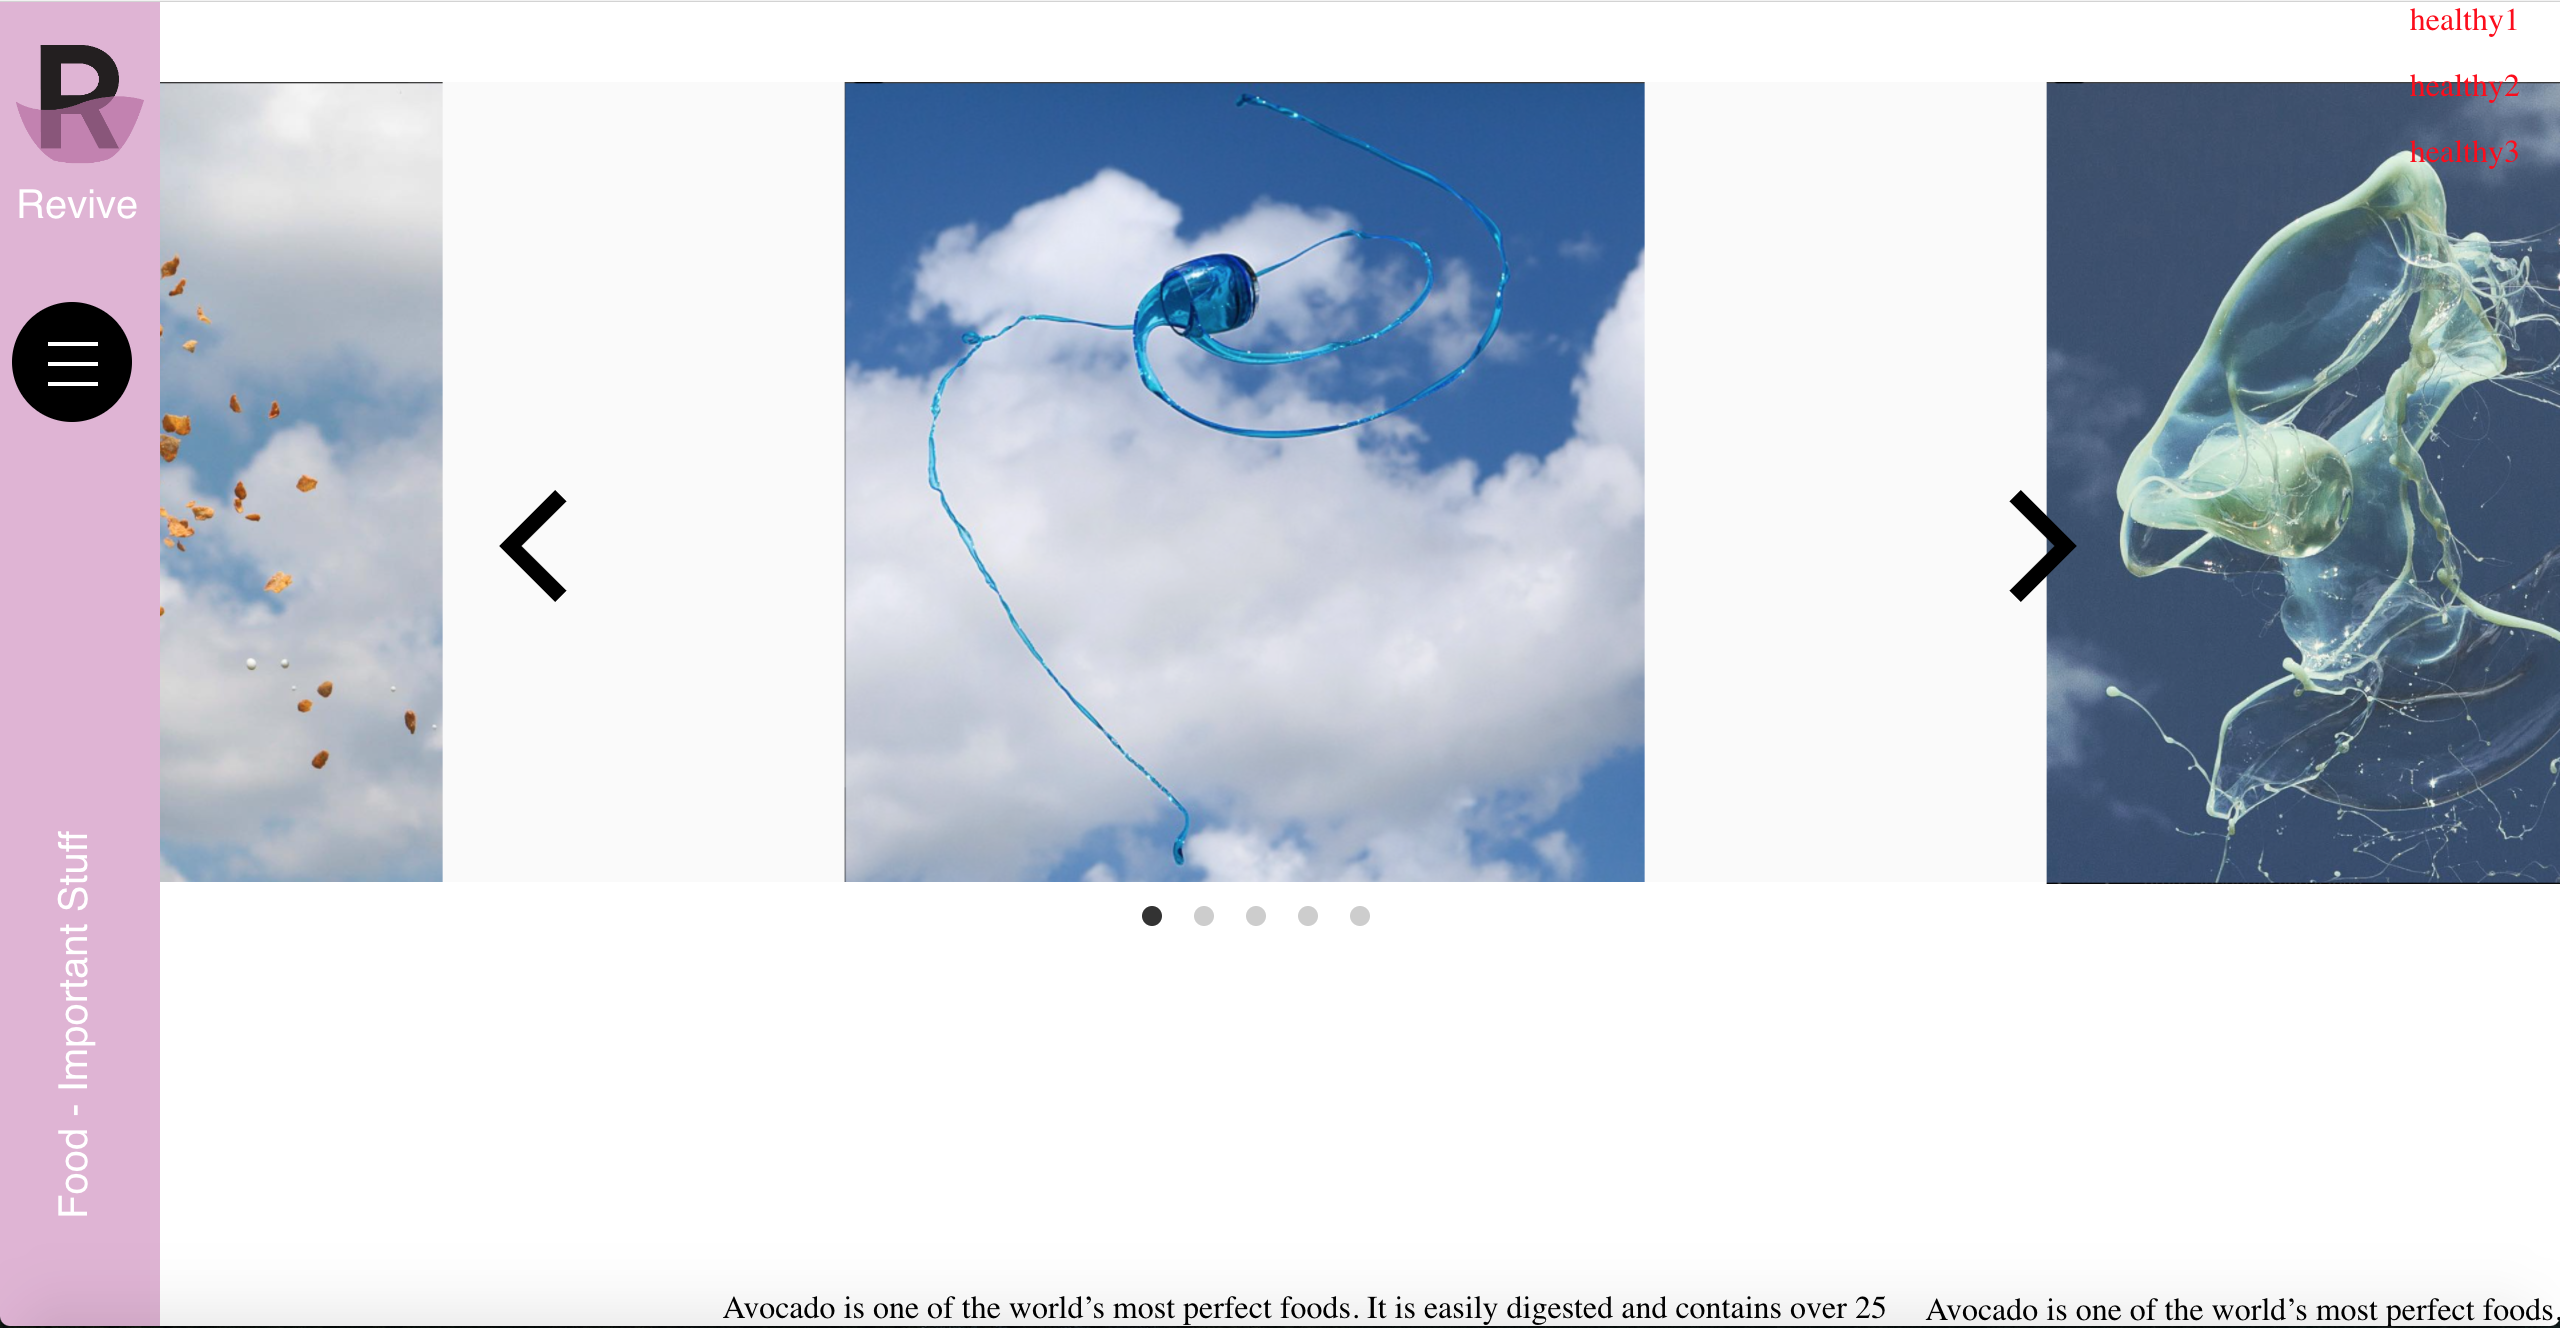 healthy1
R
healthy2
healthy3
Revive
Food - Important Stuff
Avocado is one of the world’s most perfect foods. It is easily digested and contains over 25
Avocado is one of the world’s most perfect foods.